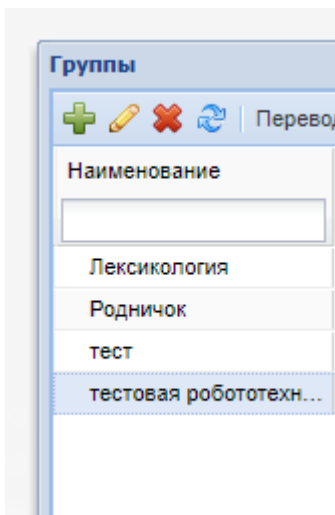 Группы
Перевод
Наименование
Лексикология
Родничок
тест
тестовая робототехн...